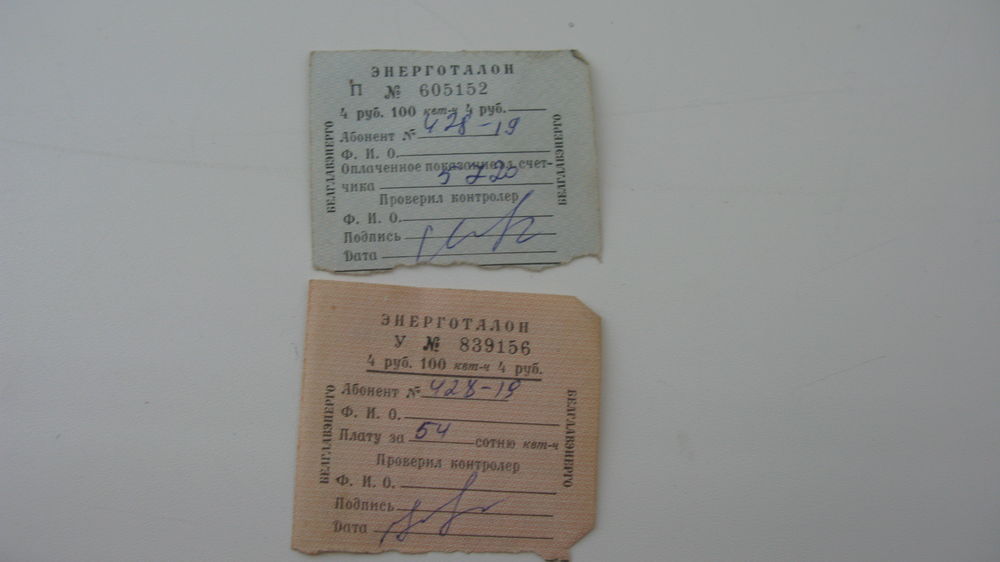 ЭНЕРГОТАЛОН
П № 605152
4 руб. 100 квт-ч 4 руб.
Абонент № 428-19
Ф. И. О.
Оплаченное показание счет-
чика 5720
Проверил контролер
Ф. И. О.
Подпись
Дата
БЕЛГЛАВЭНЕРГО
БЕЛГЛАВЭНЕРГО
ЭНЕРГОТАЛОН
У № 839156
4 руб. 100 квт-ч 4 руб.
Абонент № 428-19
Ф. И. О.
Плату за 54 сотню квт-ч
Проверил контролер
Ф. И. О.
Подпись
Дата
БЕЛГЛАВЭНЕРГО
БЕЛГЛАВЭНЕРГО